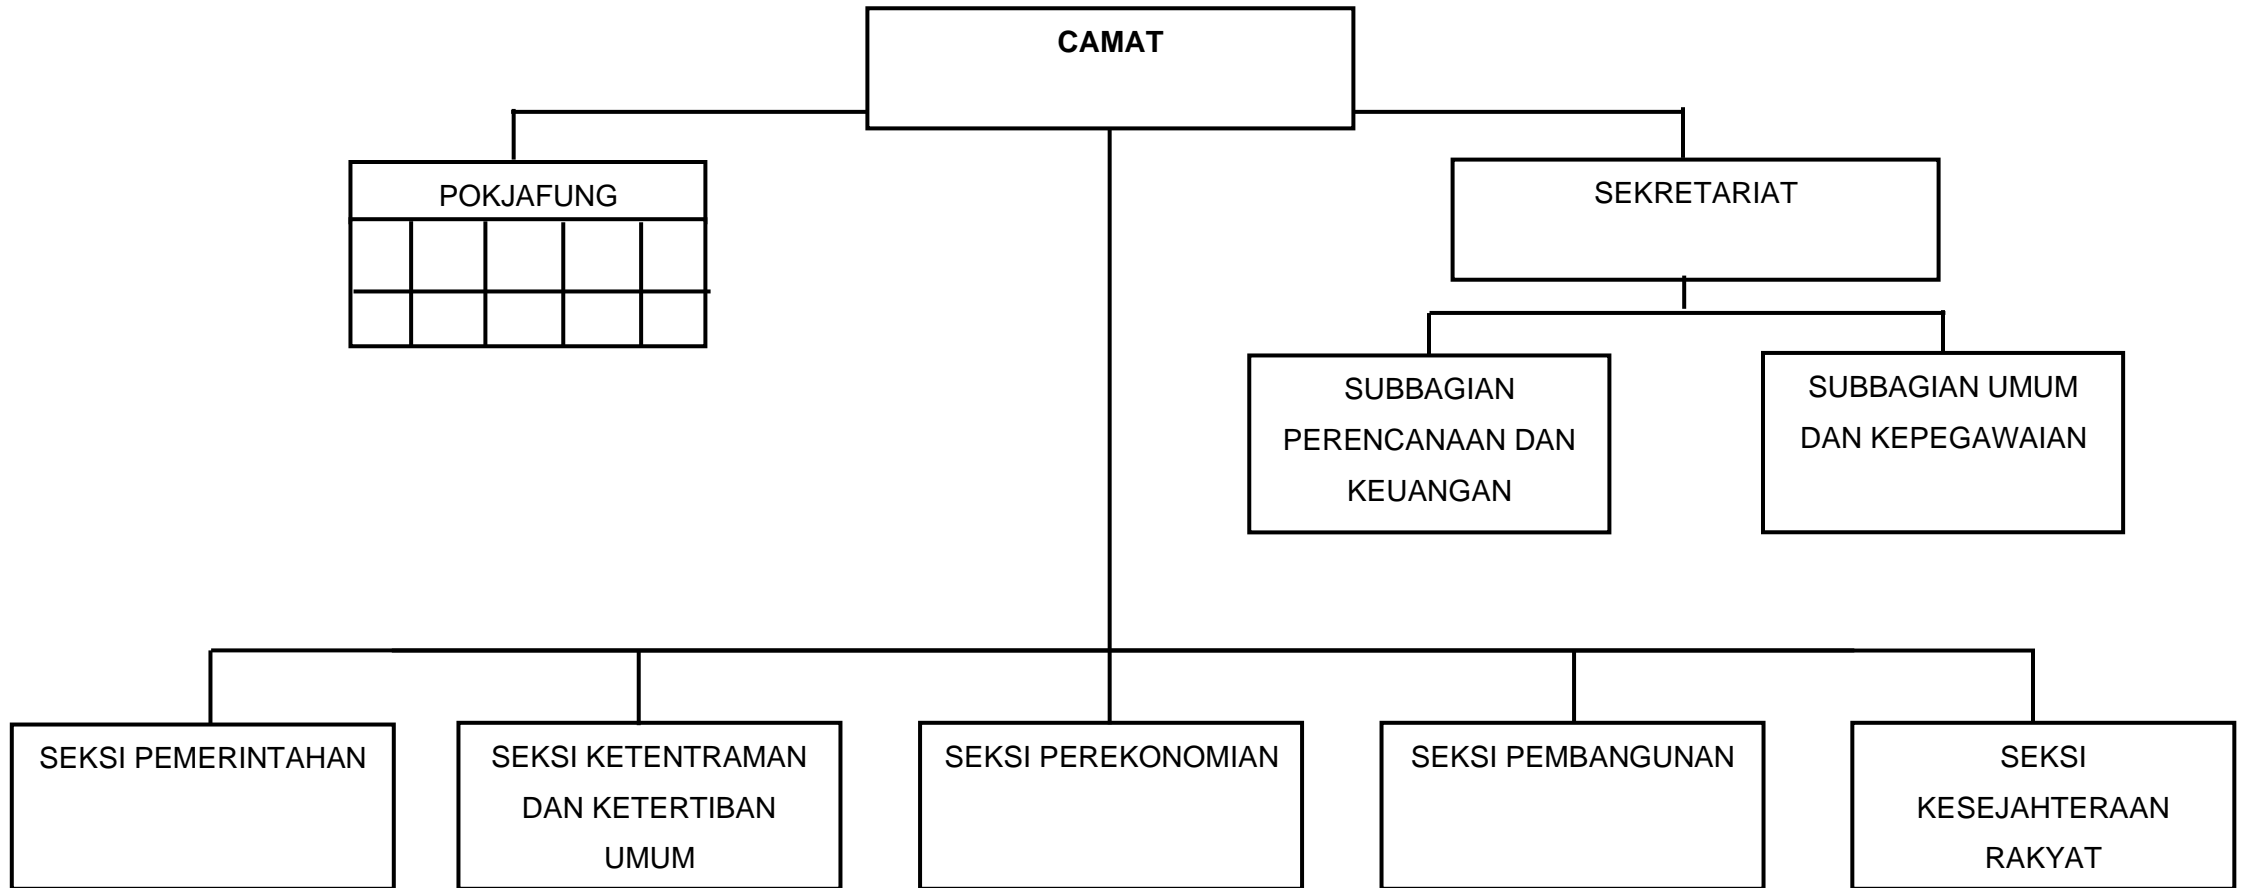 CAMAT
POKJAFUNG
SEKRETARIAT
SUBBAGIAN
PERENCANAAN DAN
KEUANGAN
SUBBAGIAN UMUM
DAN KEPEGAWAIAN
SEKSI PEMERINTAHAN
SEKSI KETENTRAMAN
DAN KETERTIBAN
UMUM
SEKSI PEREKONOMIAN
SEKSI PEMBANGUNAN
SEKSI
KESEJAHTERAAN
RAKYAT